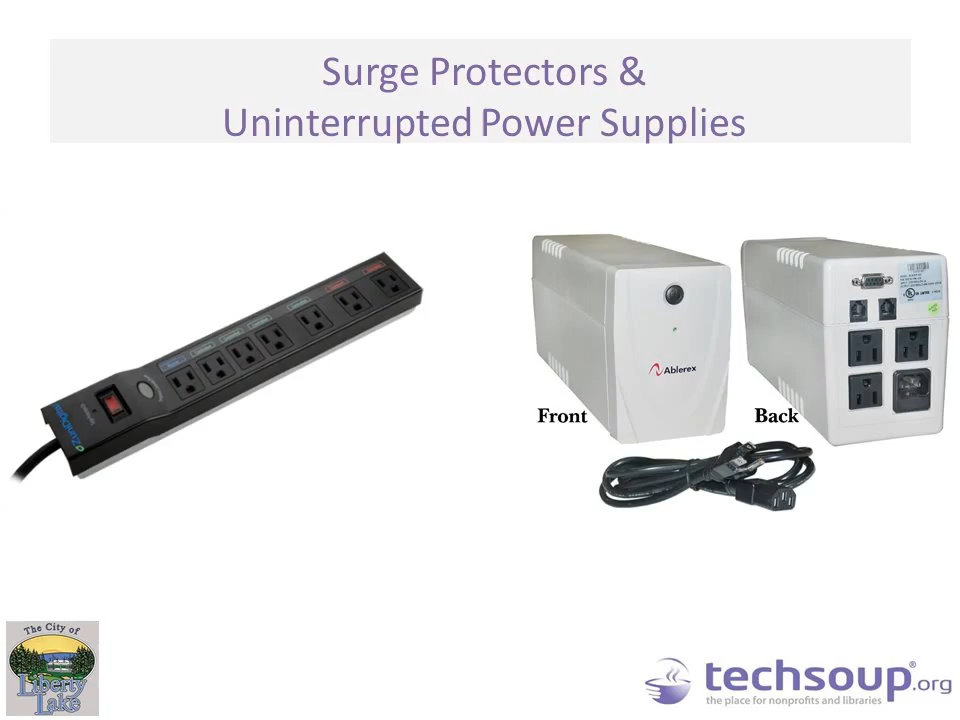 Surge Protectors &
Uninterrupted Power Supplies
Ablerex
Front
Back
The City of
Liberty
Lake
techsoup®.org
the place for nonprofits and libraries